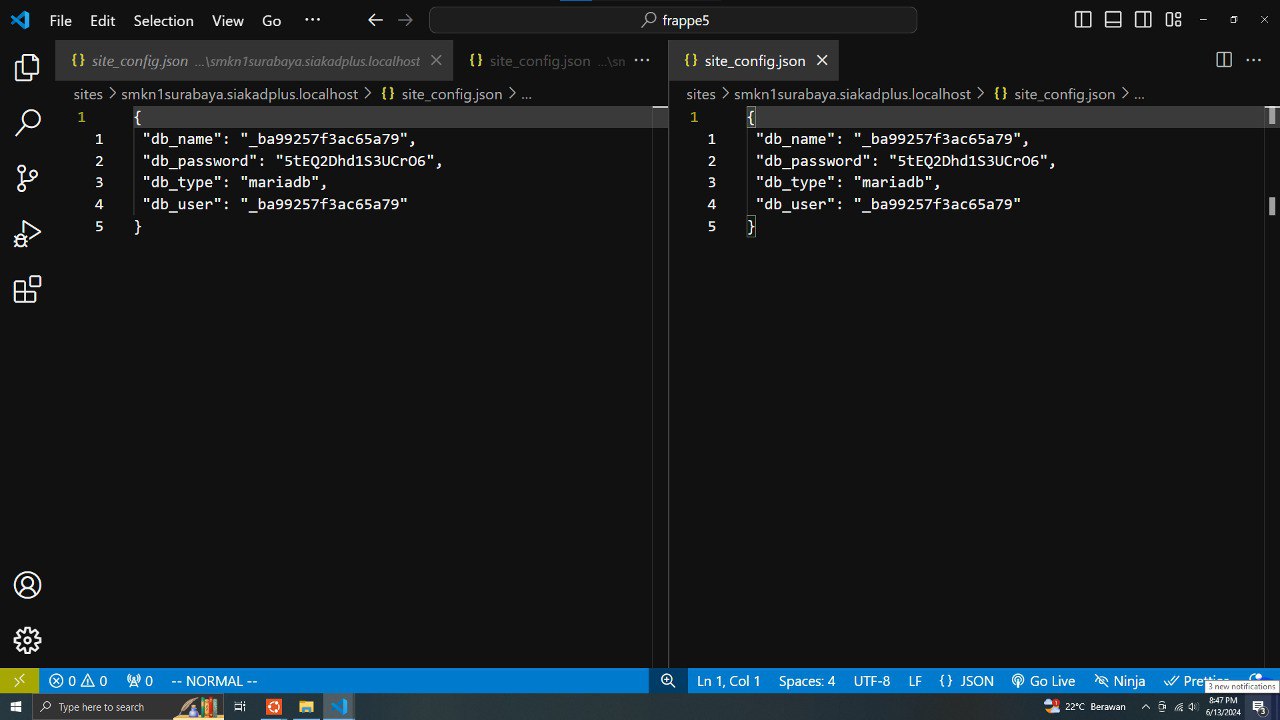 File Edit Selection View Go ··· frappe5
{} site_config.json ...\smkn1surabaya.siakadplus.localhost
{} site_config.json ...\sn ···
{} site_config.json ···
sites > smkn1surabaya.siakadplus.localhost > {} site_config.json > ...
1 {
1 "db_name": "_ba99257f3ac65a79",
2 "db_password": "5tEQ2Dhd1S3UCrO6",
3 "db_type": "mariadb",
4 "db_user": "_ba99257f3ac65a79"
5 }
sites > smkn1surabaya.siakadplus.localhost > {} site_config.json > ...
1 {
1 "db_name": "_ba99257f3ac65a79",
2 "db_password": "5tEQ2Dhd1S3UCrO6",
3 "db_type": "mariadb",
4 "db_user": "_ba99257f3ac65a79"
5 }
0 0 0 -- NORMAL -- Ln 1, Col 1 Spaces: 4 UTF-8 LF {} JSON Go Live Ninja
3 new notifications
Type here to search 22°C Berawan
8:47 PM
6/13/2024
3